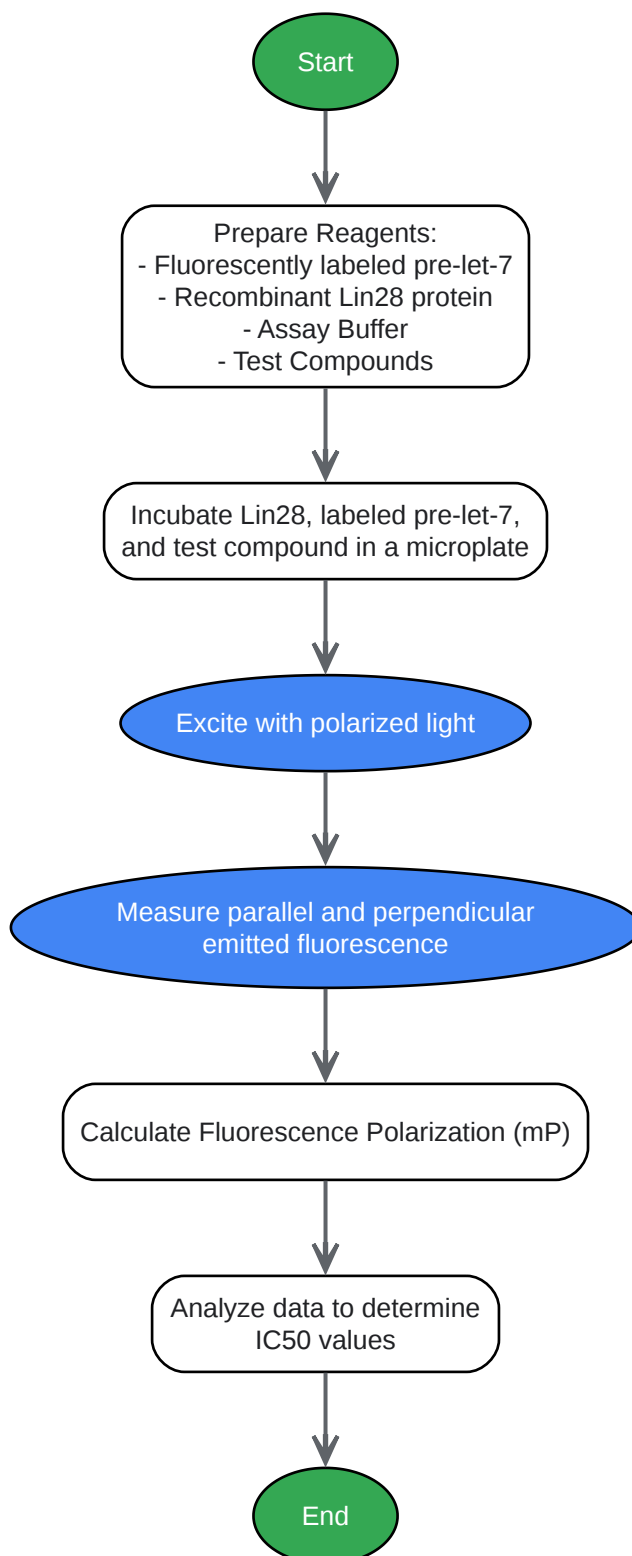 Start
Prepare Reagents:
- Fluorescently labeled pre-let-7
- Recombinant Lin28 protein
- Assay Buffer
- Test Compounds
Incubate Lin28, labeled pre-let-7,
and test compound in a microplate
Excite with polarized light
Measure parallel and perpendicular
emitted fluorescence
Calculate Fluorescence Polarization (mP)
Analyze data to determine
IC50 values
End